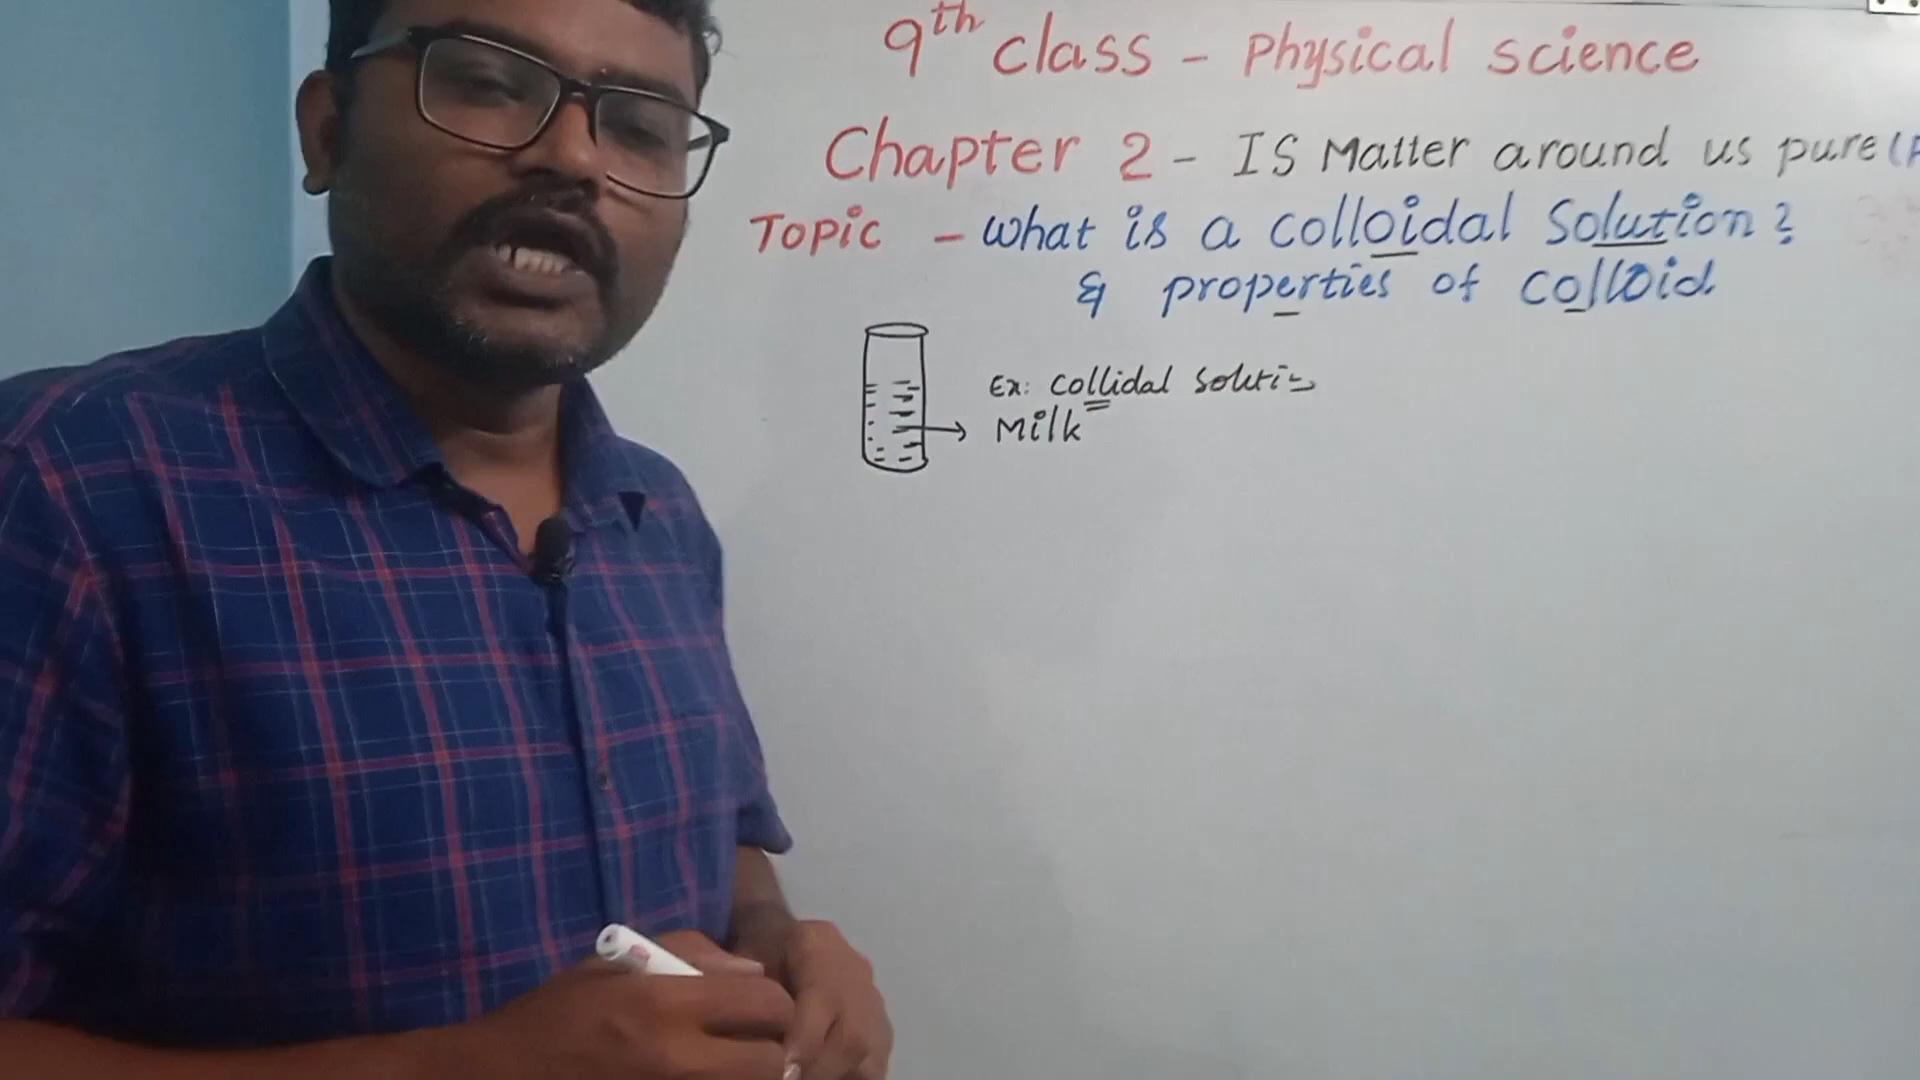 9th class - Physical science
Chapter 2 - IS Matter around us pure (
Topic - what is a colloidal Solution?
& properties of colloid
Ex: collidal
Milk